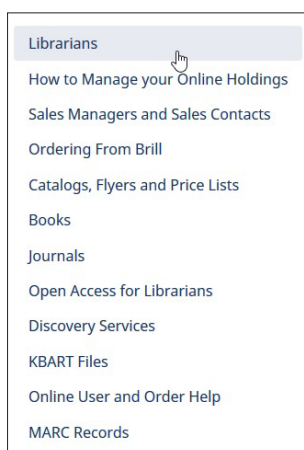 Librarians
How to Manage your Online Holdings
Sales Managers and Sales Contacts
Ordering From Brill
Catalogs, Flyers and Price Lists
Books
Journals
Open Access for Librarians
Discovery Services
KBART Files
Online User and Order Help
MARC Records